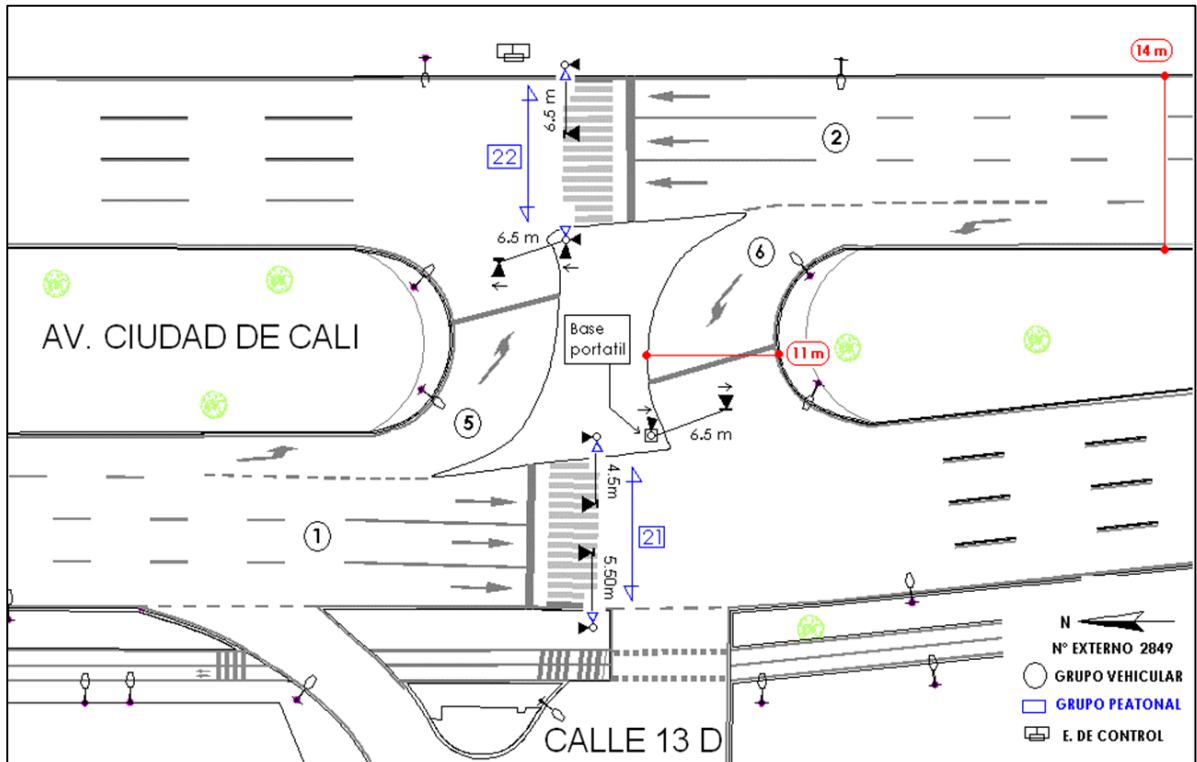 14 m
6.5 m
2
22
6.5 m
6
Base
portatil
AV. CIUDAD DE CALI
11 m
5
6.5 m
4.5m
1
21
5.50m
N
N° EXTERNO 2849
GRUPO VEHICULAR
GRUPO PEATONAL
E. DE CONTROL
CALLE 13 D